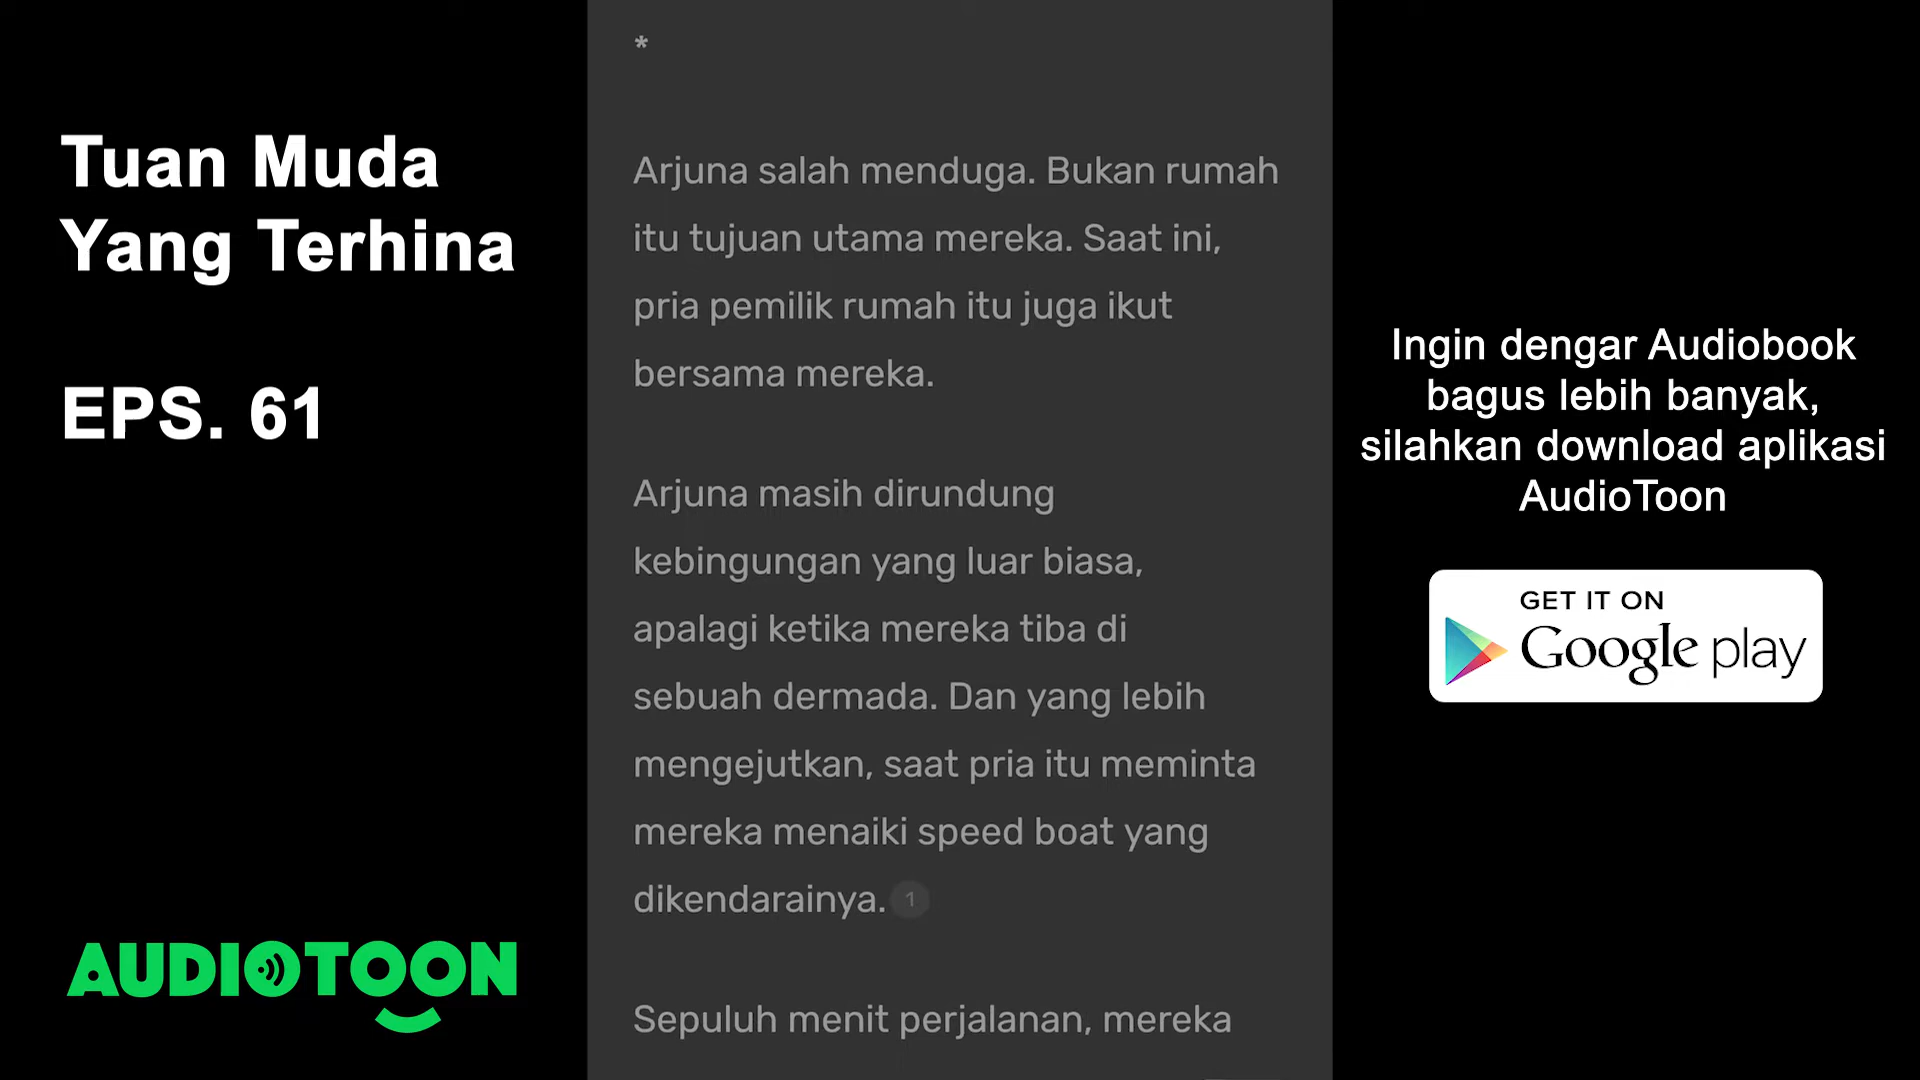 Tuan Muda
Yang Terhina
EPS. 61
AUDIOTOON
*
Arjuna salah menduga. Bukan rumah
itu tujuan utama mereka. Saat ini,
pria pemilik rumah itu juga ikut
bersama mereka.
Arjuna masih dirundung
kebingungan yang luar biasa,
apalagi ketika mereka tiba di
sebuah dermada. Dan yang lebih
mengejutkan, saat pria itu meminta
mereka menaiki speed boat yang
dikendarainya. 1
Sepuluh menit perjalanan, mereka
Ingin dengar Audiobook
bagus lebih banyak,
silahkan download aplikasi
AudioToon
GET IT ON
Google play